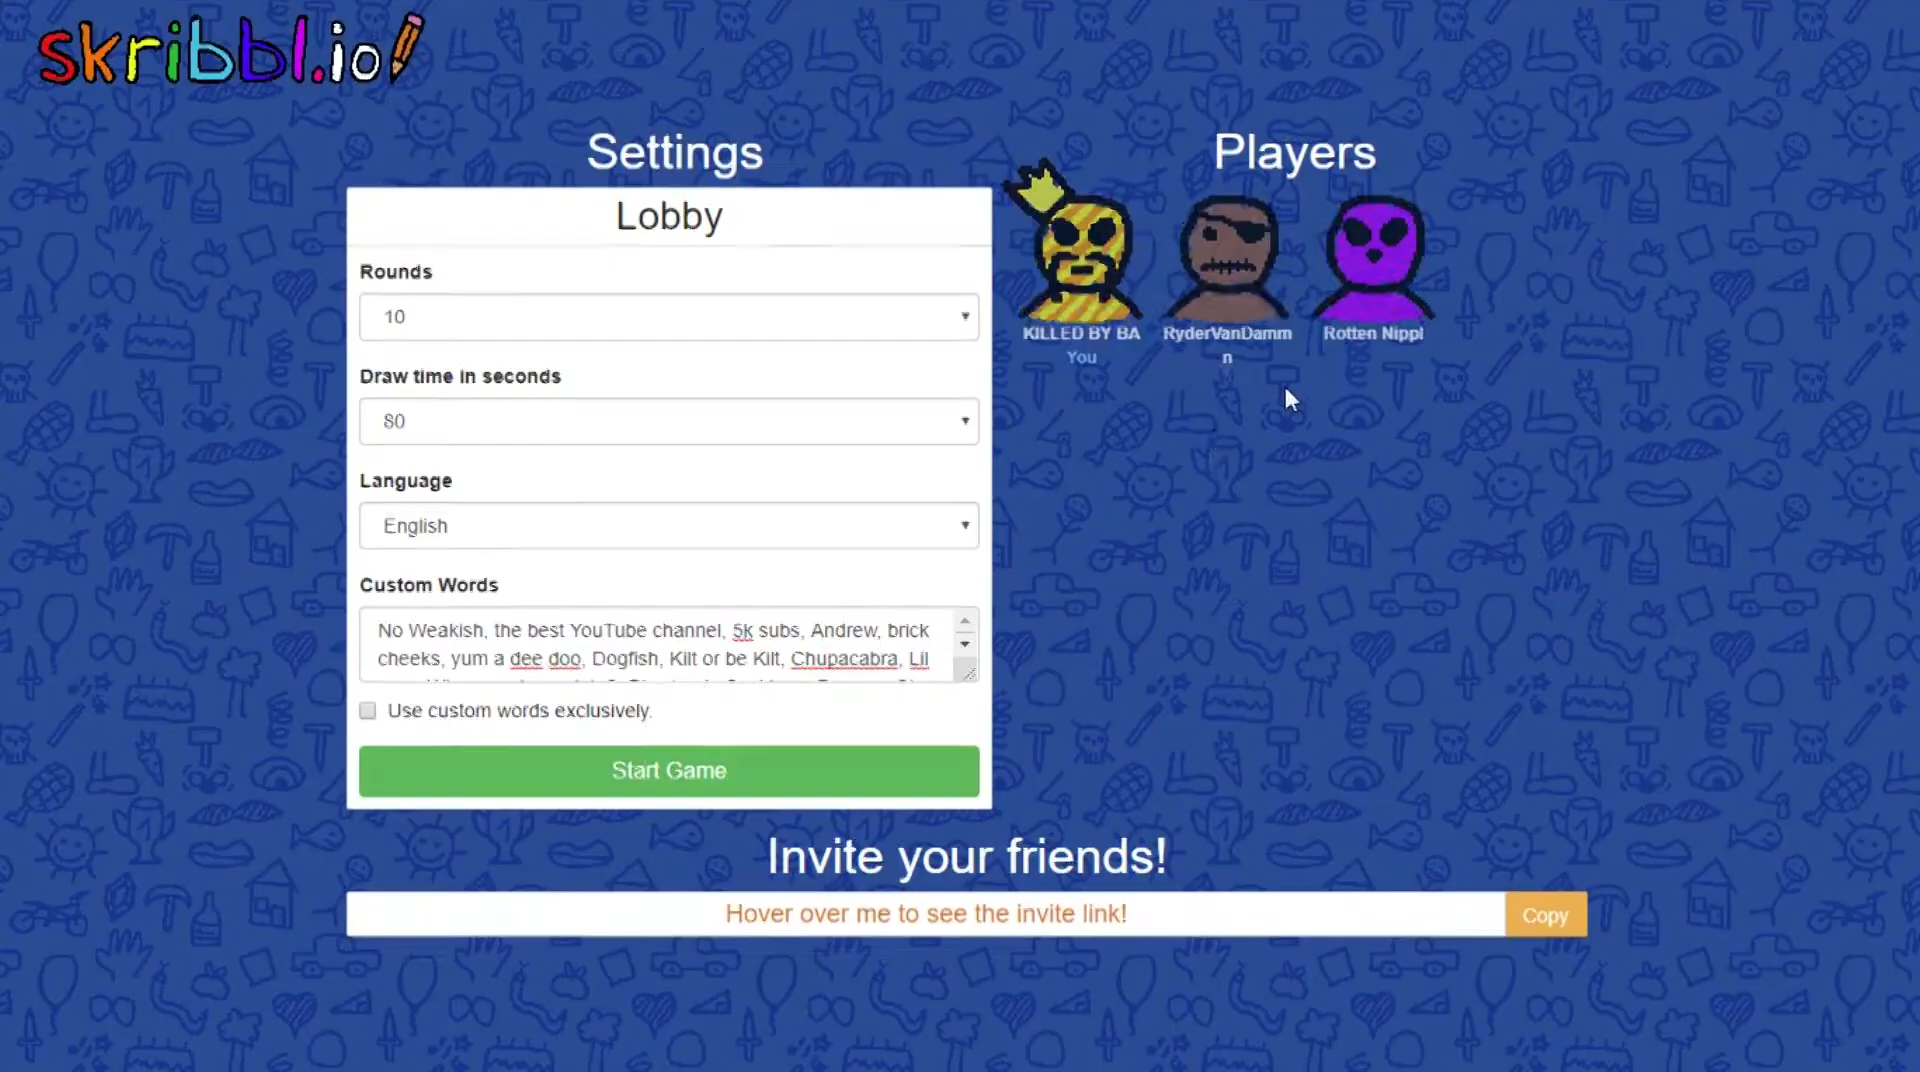 skribbl.io
Settings
Players
Lobby
Rounds
10
KILLED BY BA
You
RyderVanDamm
n
Rotten Nippl
Draw time in seconds
80
Language
English
Custom Words
No Weakish, the best YouTube channel, 5k subs, Andrew, brick
cheeks, yum a dee doo, Dogfish, Kilt or be Kilt, Chupacabra, Lil
Use custom words exclusively.
Start Game
Invite your friends!
Hover over me to see the invite link!
Copy